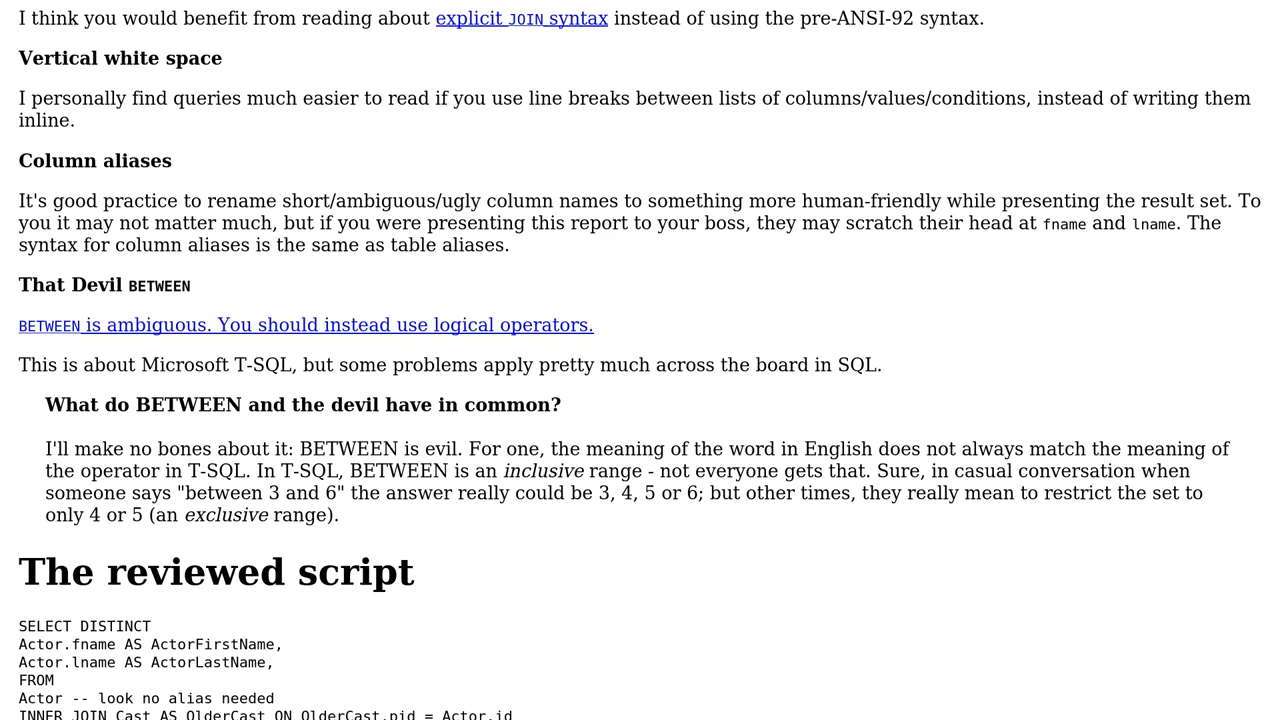 I think you would benefit from reading about explicit JOIN syntax instead of using the pre-ANSI-92 syntax.
Vertical white space
I personally find queries much easier to read if you use line breaks between lists of columns/values/conditions, instead of writing them
inline.
Column aliases
It's good practice to rename short/ambiguous/ugly column names to something more human-friendly while presenting the result set. To
you it may not matter much, but if you were presenting this report to your boss, they may scratch their head at fname and lname. The
syntax for column aliases is the same as table aliases.
That Devil BETWEEN
BETWEEN is ambiguous. You should instead use logical operators.
This is about Microsoft T-SQL, but some problems apply pretty much across the board in SQL.
What do BETWEEN and the devil have in common?
I'll make no bones about it: BETWEEN is evil. For one, the meaning of the word in English does not always match the meaning of
the operator in T-SQL. In T-SQL, BETWEEN is an inclusive range - not everyone gets that. Sure, in casual conversation when
someone says "between 3 and 6" the answer really could be 3, 4, 5 or 6; but other times, they really mean to restrict the set to
only 4 or 5 (an exclusive range).
The reviewed script
SELECT DISTINCT
Actor.fname AS ActorFirstName,
Actor.lname AS ActorLastName,
FROM
Actor -- look no alias needed
INNER JOIN Cast AS OlderCast ON OlderCast.pid = Actor.id